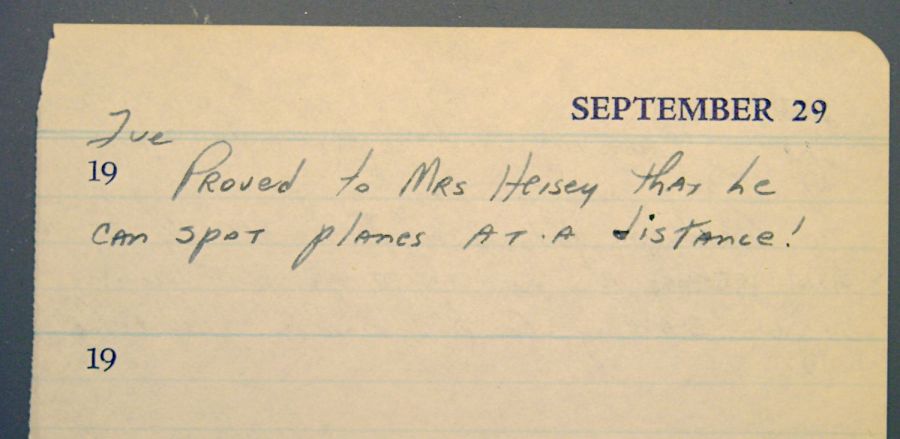 SEPTEMBER 29
Tue
19 Proved to Mrs Heisey that he
can spot planes at a distance!
19